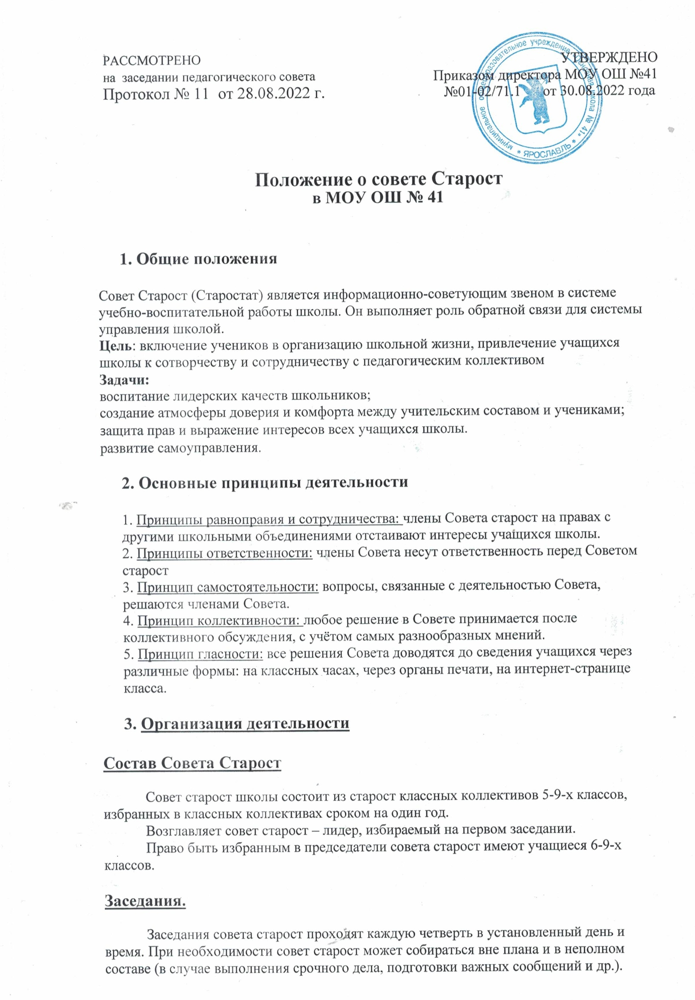 РАССМОТРЕНО
на заседании педагогического совета
Протокол № 11 от 28.08.2022 г.
УТВЕРЖДЕНО
Приказом директора МОУ ОШ №41
№01-02/71.1 от 30.08.2022 года
муниципальное общеобразовательное учреждение «Основная школа № 41»
* ЯРОСЛАВЛЬ *
Положение о совете Старост
в МОУ ОШ № 41
1. Общие положения
Совет Старост (Старостат) является информационно-советующим звеном в системе
учебно-воспитательной работы школы. Он выполняет роль обратной связи для системы
управления школой.
Цель: включение учеников в организацию школьной жизни, привлечение учащихся
школы к сотворчеству и сотрудничеству с педагогическим коллективом
Задачи:
воспитание лидерских качеств школьников;
создание атмосферы доверия и комфорта между учительским составом и учениками;
защита прав и выражение интересов всех учащихся школы.
развитие самоуправления.
2. Основные принципы деятельности
1. Принципы равноправия и сотрудничества: члены Совета старост на правах с
другими школьными объединениями отстаивают интересы учащихся школы.
2. Принципы ответственности: члены Совета несут ответственность перед Советом
старост
3. Принцип самостоятельности: вопросы, связанные с деятельностью Совета,
решаются членами Совета.
4. Принцип коллективности: любое решение в Совете принимается после
коллективного обсуждения, с учётом самых разнообразных мнений.
5. Принцип гласности: все решения Совета доводятся до сведения учащихся через
различные формы: на классных часах, через органы печати, на интернет-странице
класса.
3. Организация деятельности
Состав Совета Старост
Совет старост школы состоит из старост классных коллективов 5-9-х классов,
избранных в классных коллективах сроком на один год.
Возглавляет совет старост – лидер, избираемый на первом заседании.
Право быть избранным в председатели совета старост имеют учащиеся 6-9-х
классов.
Заседания.
Заседания совета старост проходят каждую четверть в установленный день и
время. При необходимости совет старост может собираться вне плана и в неполном
составе (в случае выполнения срочного дела, подготовки важных сообщений и др.).